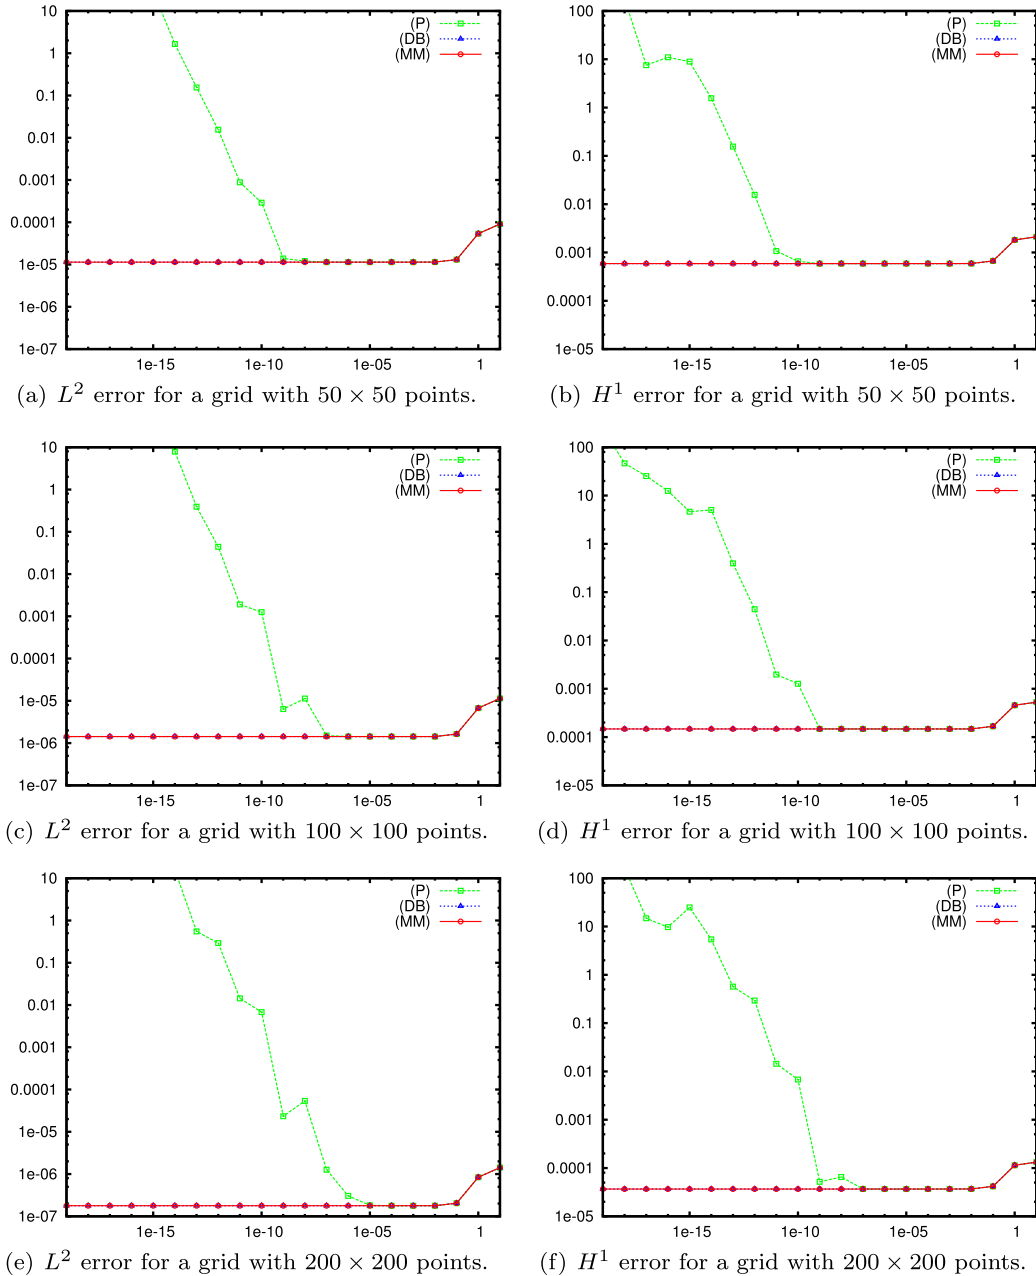 10
1
0.1
0.01
0.001
0.0001
1e-05
1e-06
1e-07
1e-15 1e-10 1e-05 1
(P)
(DB)
(MM)
(a) L² error for a grid with 50 × 50 points.
100
10
1
0.1
0.01
0.001
0.0001
1e-05
1e-15 1e-10 1e-05 1
(P)
(DB)
(MM)
(b) H¹ error for a grid with 50 × 50 points.
10
1
0.1
0.01
0.001
0.0001
1e-05
1e-06
1e-07
1e-15 1e-10 1e-05 1
(P)
(DB)
(MM)
(c) L² error for a grid with 100 × 100 points.
100
10
1
0.1
0.01
0.001
0.0001
1e-05
1e-15 1e-10 1e-05 1
(P)
(DB)
(MM)
(d) H¹ error for a grid with 100 × 100 points.
10
1
0.1
0.01
0.001
0.0001
1e-05
1e-06
1e-07
1e-15 1e-10 1e-05 1
(P)
(DB)
(MM)
(e) L² error for a grid with 200 × 200 points.
100
10
1
0.1
0.01
0.001
0.0001
1e-05
1e-15 1e-10 1e-05 1
(P)
(DB)
(MM)
(f) H¹ error for a grid with 200 × 200 points.